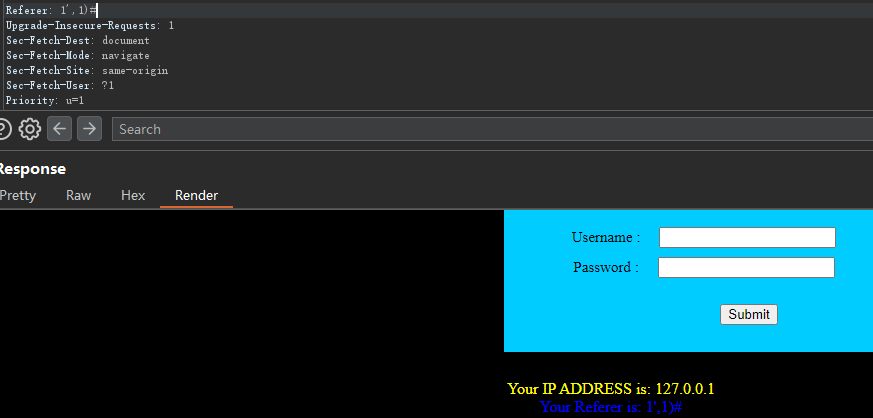 Referer: 1',1)#
Upgrade-Insecure-Requests: 1
Sec-Fetch-Dest: document
Sec-Fetch-Mode: navigate
Sec-Fetch-Site: same-origin
Sec-Fetch-User: ?1
Priority: u=1
? Search
Response
Pretty Raw Hex Render
Username :
Password :
Submit
Your IP ADDRESS is: 127.0.0.1
Your Referer is: 1',1)#